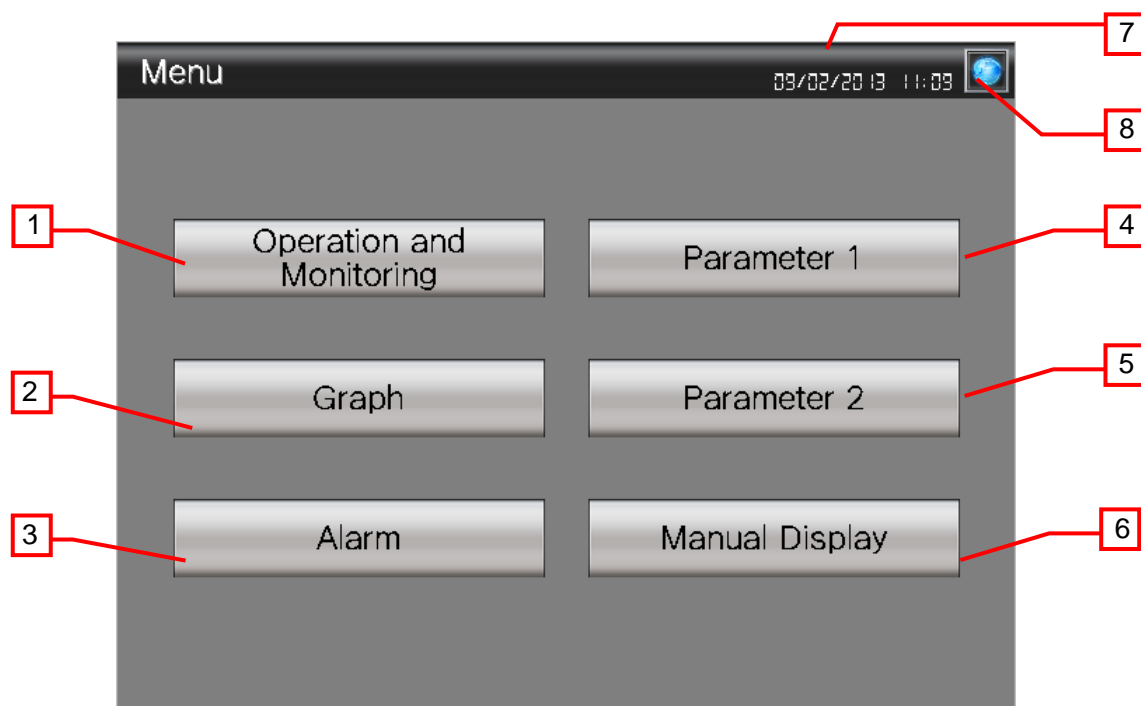 7
Menu
09/02/2013 11:09
8
1
Operation and
Monitoring
Parameter 1
4
2
Graph
Parameter 2
5
3
Alarm
Manual Display
6